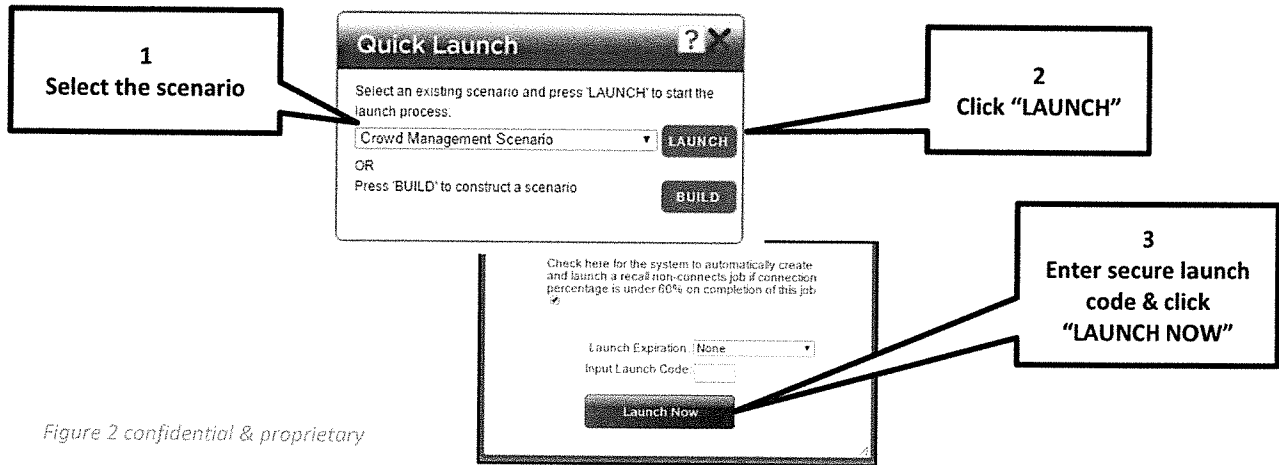 1
Select the scenario
Quick Launch
? X
Select an existing scenario and press 'LAUNCH' to start the
launch process:
Crowd Management Scenario
LAUNCH
OR
Press 'BUILD' to construct a scenario
BUILD
2
Click “LAUNCH”
Check here for the system to automatically create
and launch a recall non-connects job if connection
percentage is under 60% on completion of this job
Launch Expiration: None
Input Launch Code:
Launch Now
3
Enter secure launch
code & click
“LAUNCH NOW”
Figure 2 confidential & proprietary